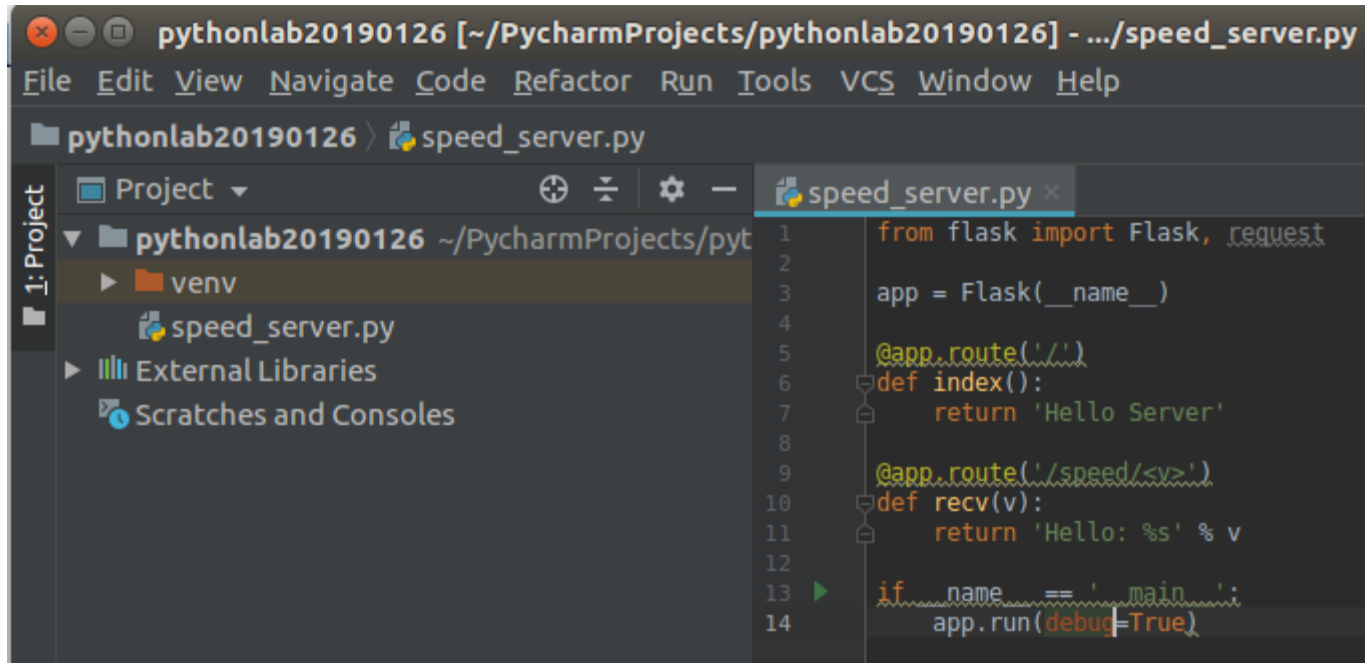 pythonlab20190126 [~/PycharmProjects/pythonlab20190126] - .../speed_server.py
File Edit View Navigate Code Refactor Run Tools VCS Window Help
pythonlab20190126 speed_server.py
1: Project
Project
pythonlab20190126 ~/PycharmProjects/pyt
venv
speed_server.py
External Libraries
Scratches and Consoles
speed_server.py
1 from flask import Flask, request
2
3 app = Flask(__name__)
4
5 @app.route('/')
6 def index():
7 return 'Hello Server'
8
9 @app.route('/speed/<v>')
10 def recv(v):
11 return 'Hello: %s' % v
12
13 if __name__ == '__main__':
14 app.run(debug=True)